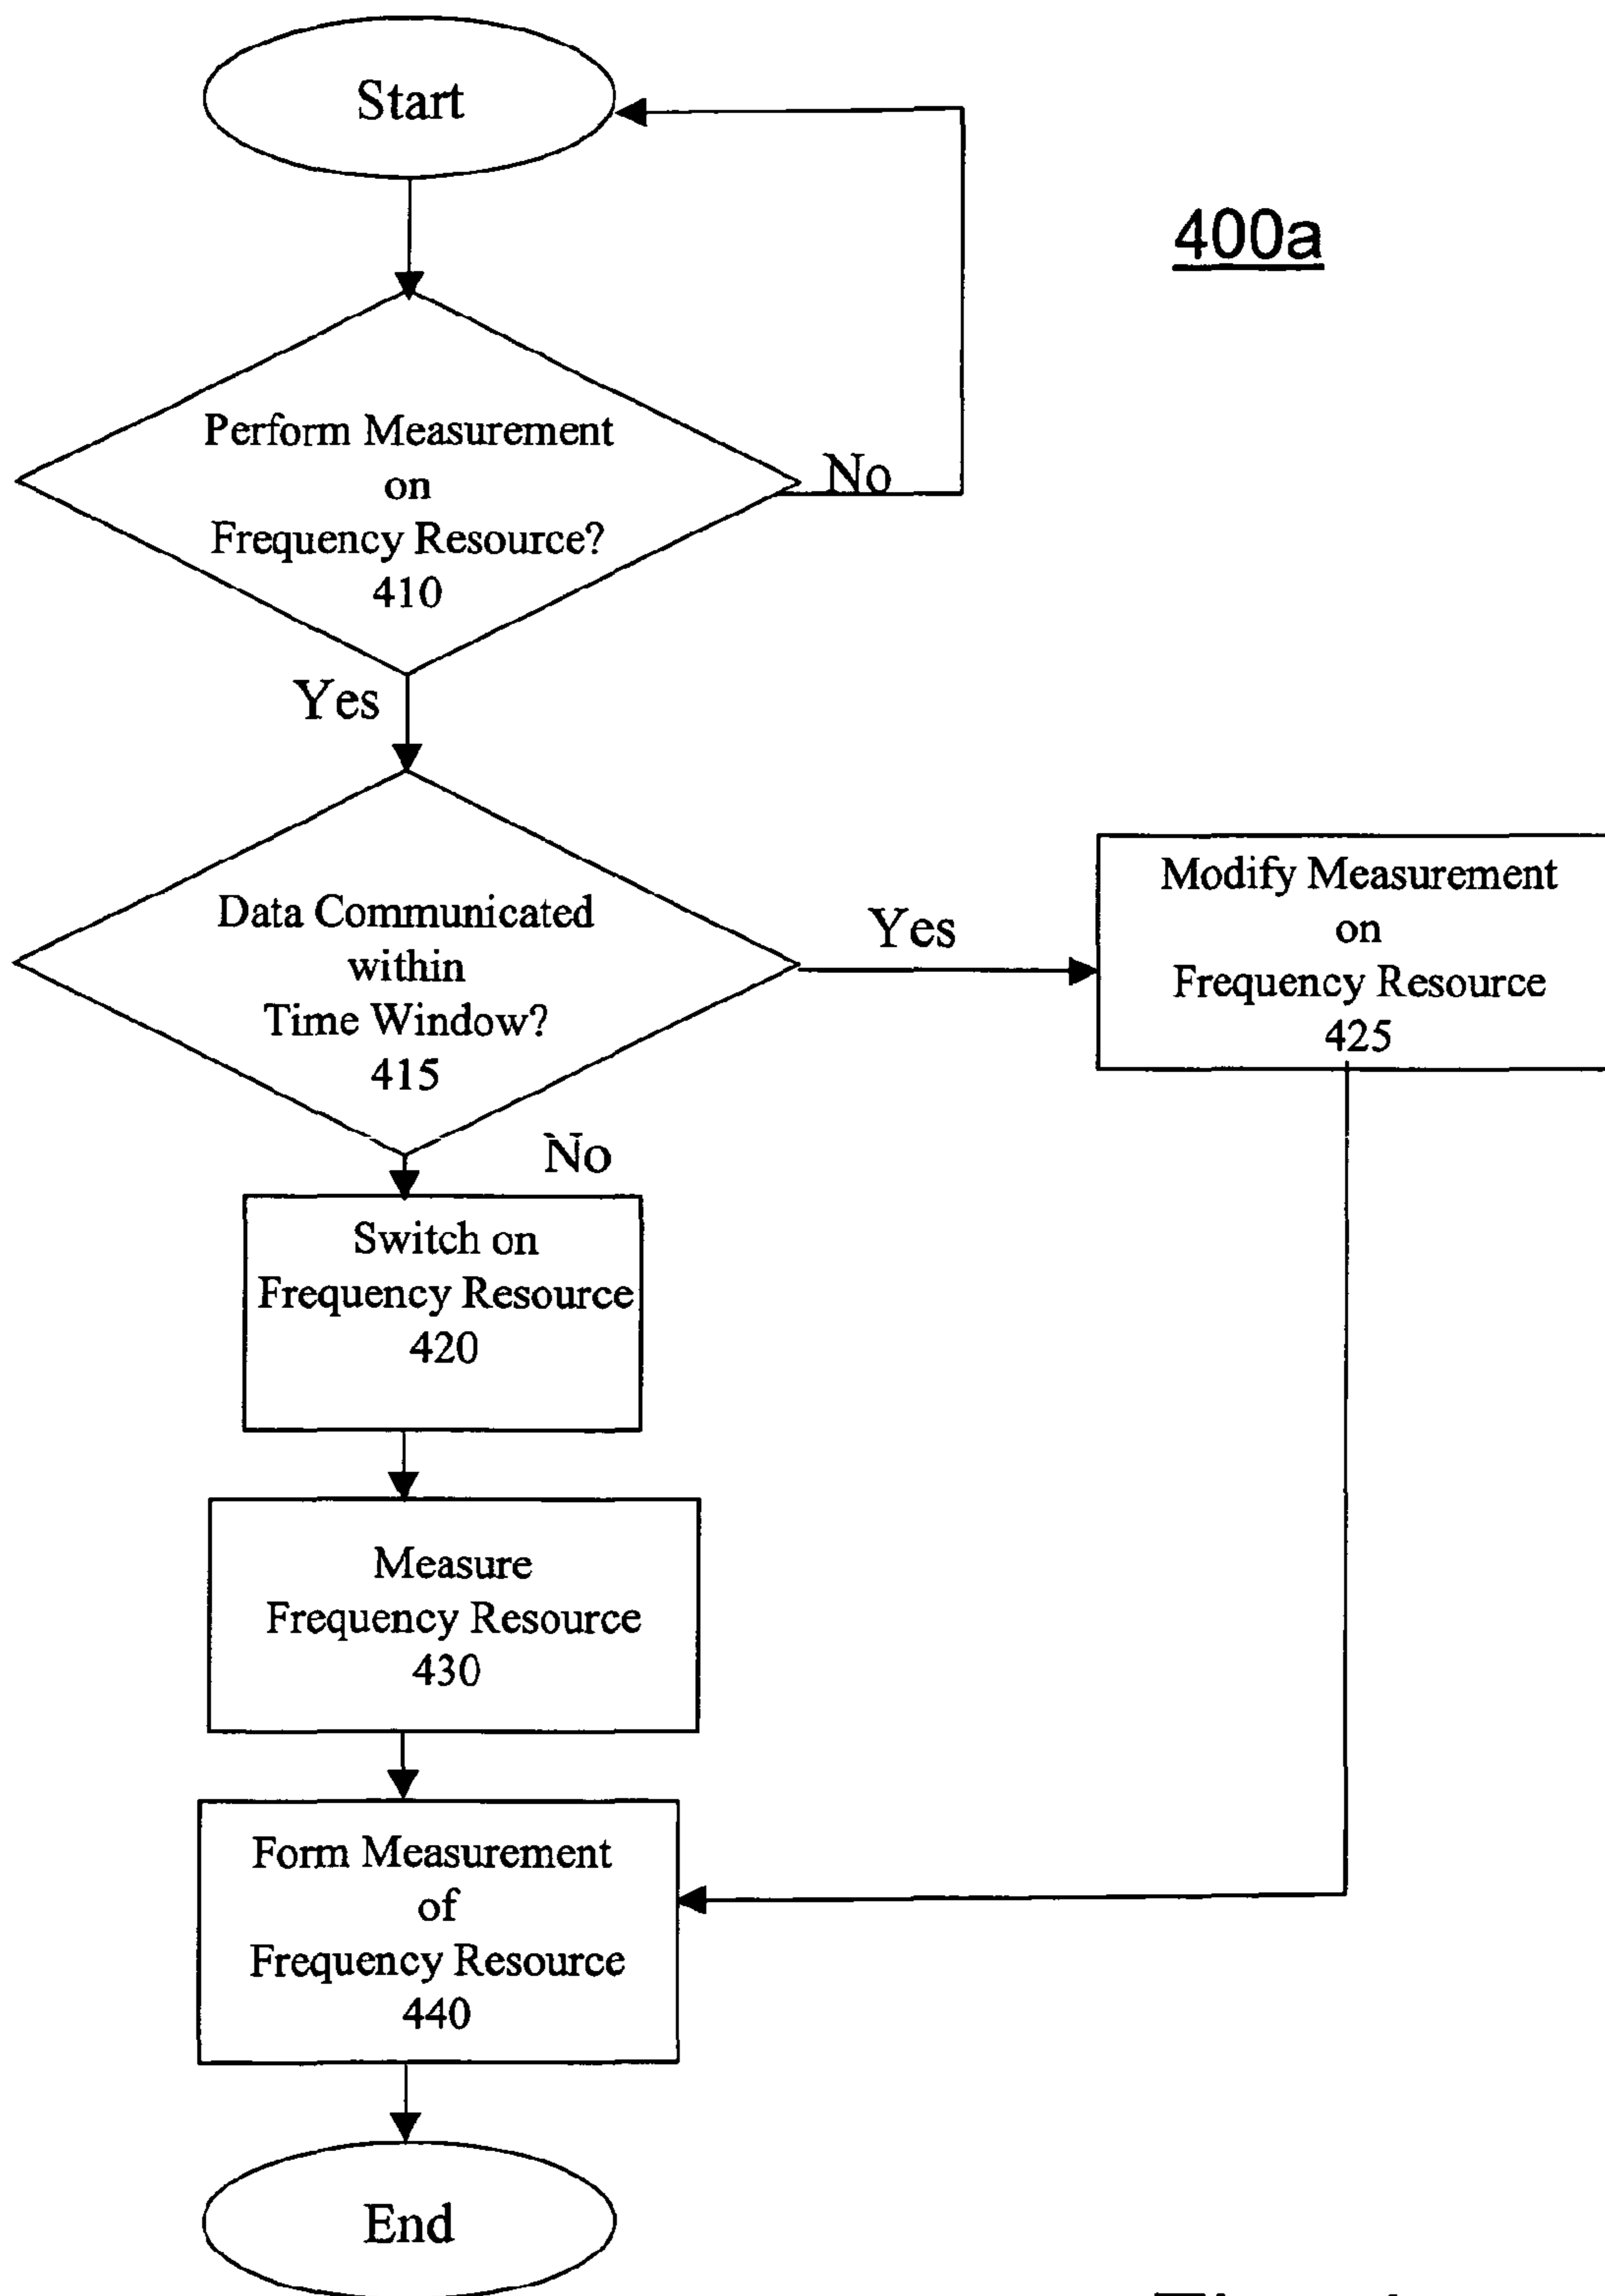 Start
400a
Perform Measurement
on
Frequency Resource?
410
No
Yes
Data Communicated
within
Time Window?
415
Yes
Modify Measurement
on
Frequency Resource
425
No
Switch on
Frequency Resource
420
Measure
Frequency Resource
430
Form Measurement
of
Frequency Resource
440
End